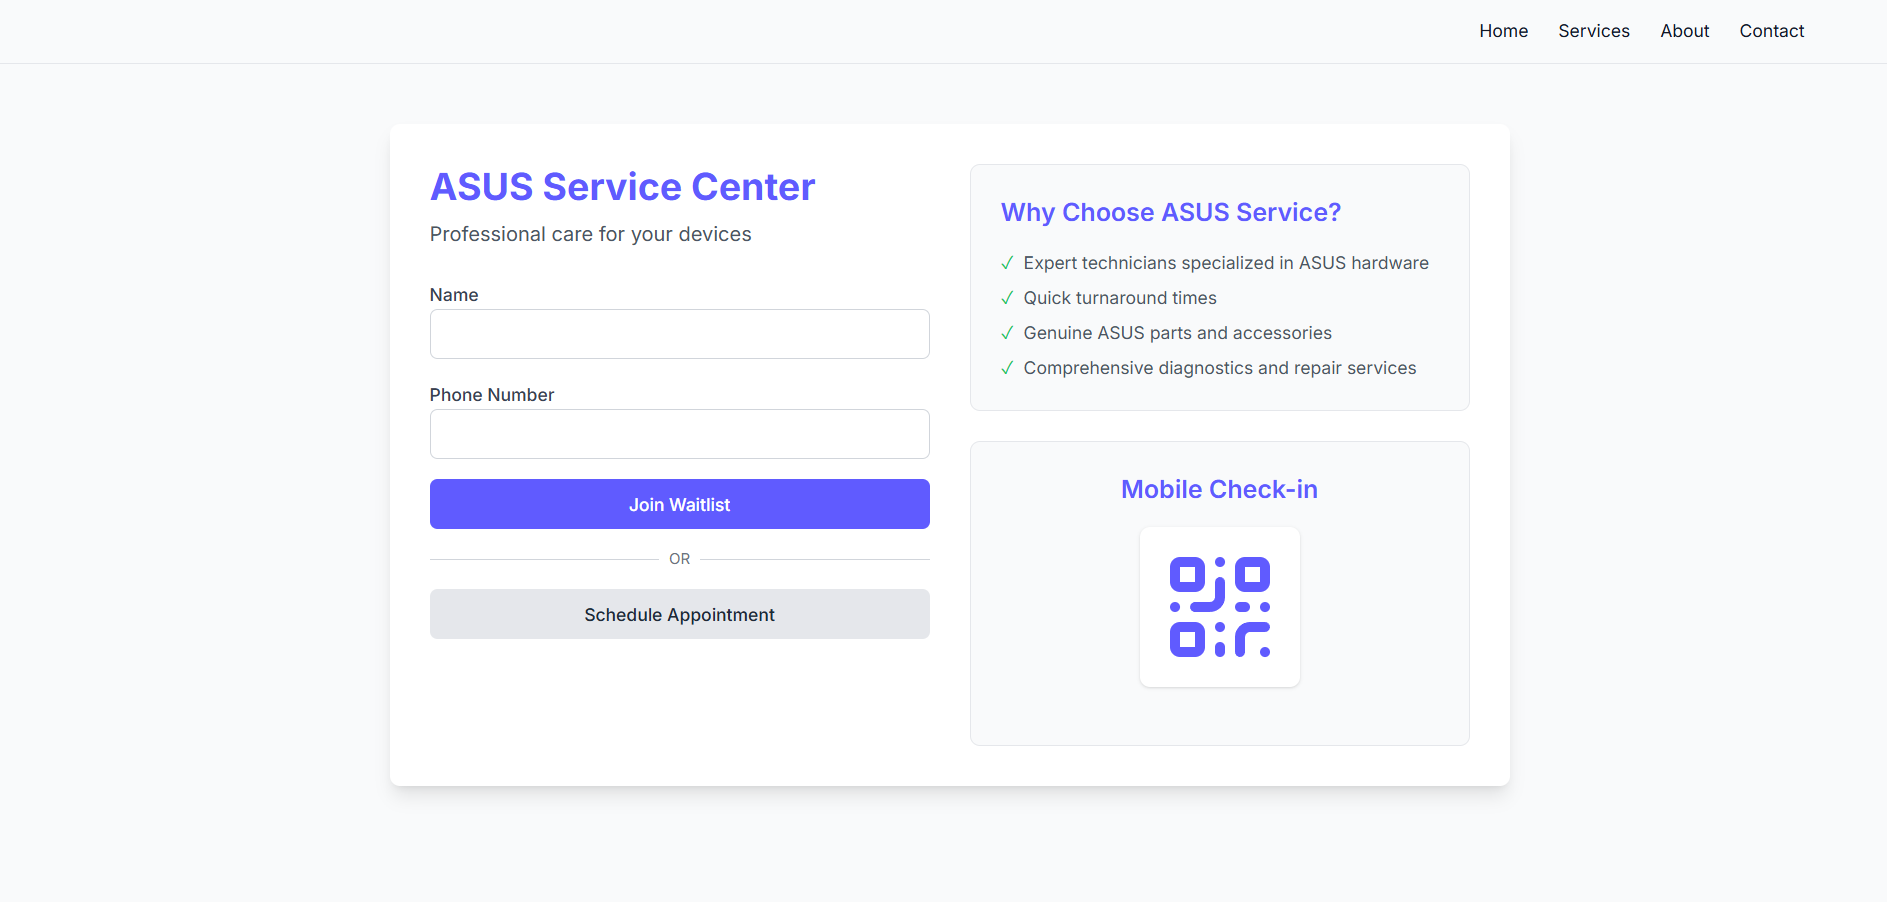 Home Services About Contact
ASUS Service Center
Professional care for your devices
Name
Phone Number
Join Waitlist
OR
Schedule Appointment
Why Choose ASUS Service?
✓ Expert technicians specialized in ASUS hardware
✓ Quick turnaround times
✓ Genuine ASUS parts and accessories
✓ Comprehensive diagnostics and repair services
Mobile Check-in